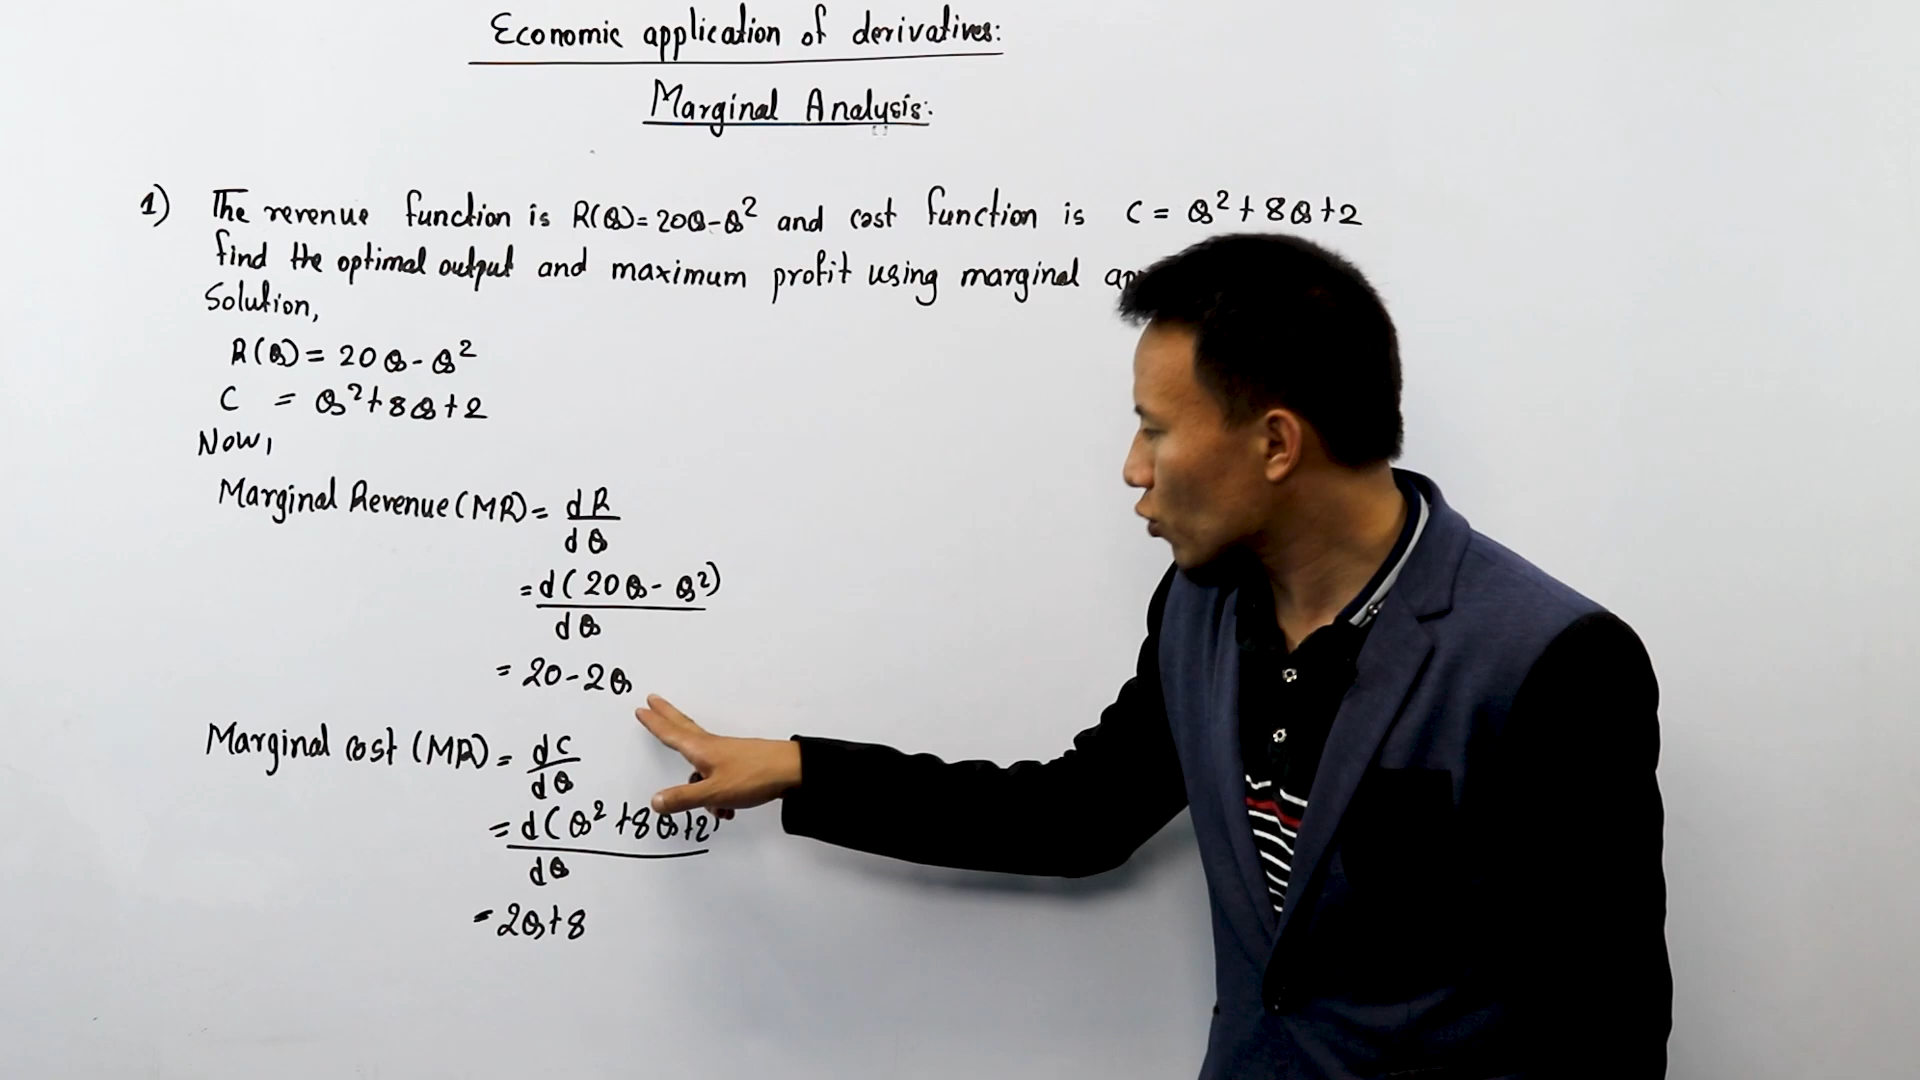 Economic application of derivatives:
Marginal Analysis:
1) The revenue function is R(Q)= 20Q-Q² and cost function is C = Q²+8Q+2
find the optimal output and maximum profit using marginal
Solution,
R(Q) = 20Q-Q²
C = Q²+8Q+2
Now,
Marginal Revenue (MR) = dR
dQ
= d(20Q - Q²)
dQ
= 20-2Q
Marginal cost (MR) = dC
dQ
= d(Q²+8Q+2)
dQ
= 2Q+8